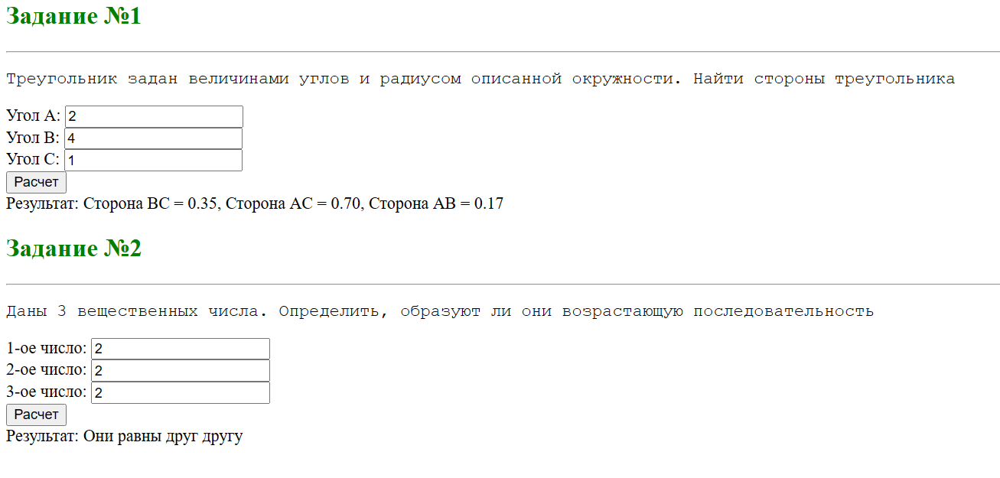 Задание №1
Треугольник задан величинами углов и радиусом описанной окружности. Найти стороны треугольника
Угол A: 2
Угол B: 4
Угол C: 1
Расчет
Результат: Сторона BC = 0.35, Сторона AC = 0.70, Сторона AB = 0.17
Задание №2
Даны 3 вещественных числа. Определить, образуют ли они возрастающую последовательность
1-ое число: 2
2-ое число: 2
3-ое число: 2
Расчет
Результат: Они равны друг другу